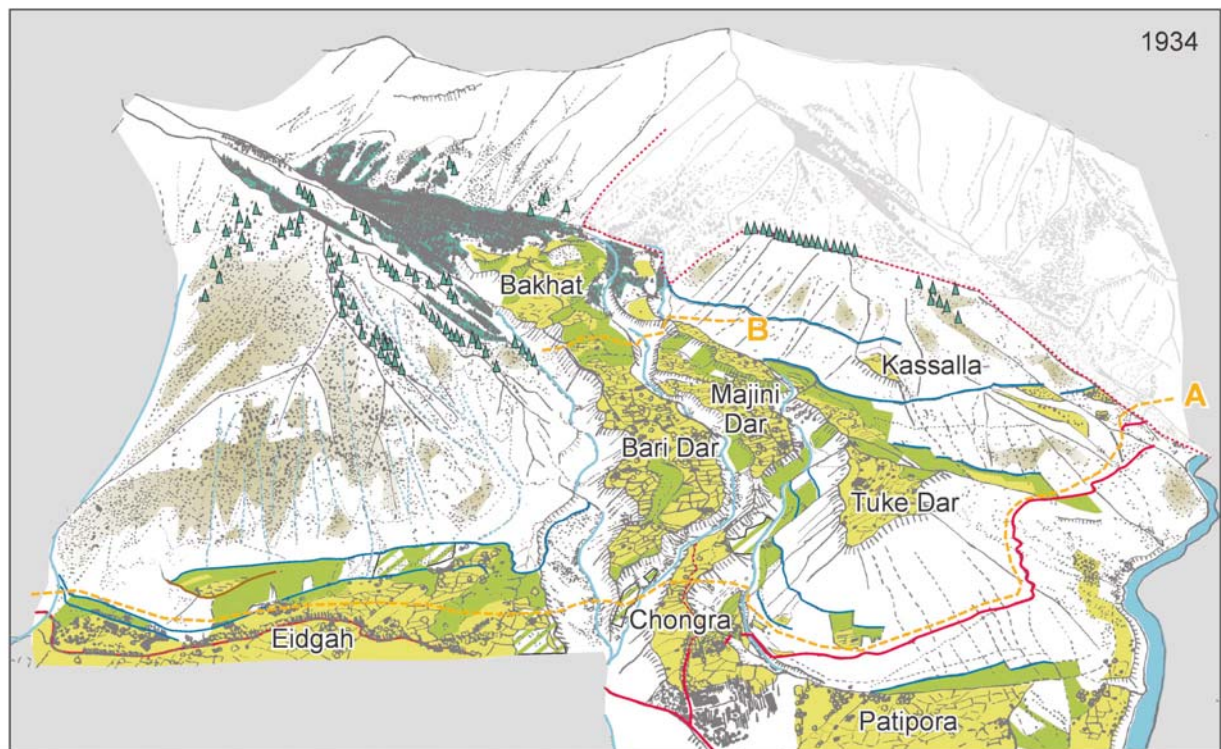 1934
Bakhat
B
Kassalla
Majini
Dar
A
Bari Dar
Tuke Dar
Chongra
Eidgah
Patipora